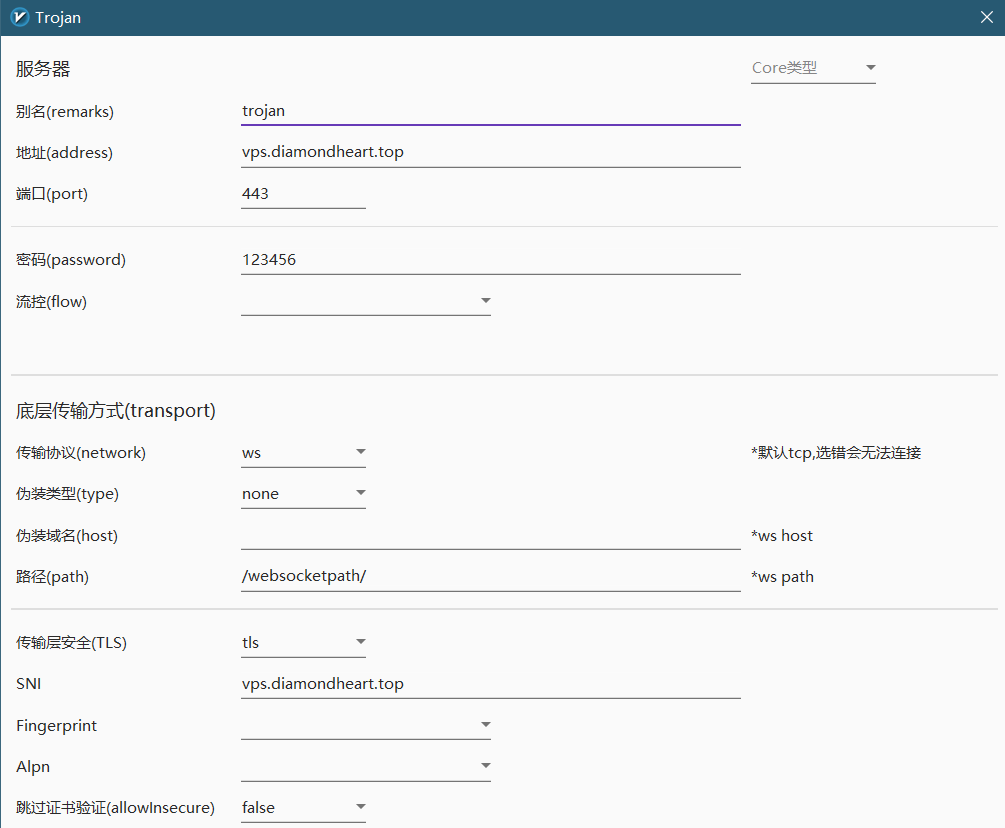 Trojan
服务器
Core类型
别名(remarks) trojan
地址(address) vps.diamondheart.top
端口(port) 443
密码(password) 123456
流控(flow)
底层传输方式(transport)
传输协议(network) ws *默认tcp,选错会无法连接
伪装类型(type) none
伪装域名(host) *ws host
路径(path) /websocketpath/ *ws path
传输层安全(TLS) tls
SNI vps.diamondheart.top
Fingerprint
Alpn
跳过证书验证(allowInsecure) false